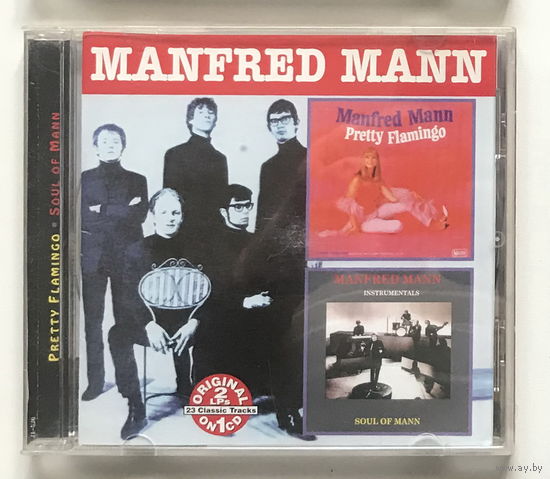 MANFRED MANN
PRETTY FLAMINGO • SOUL OF MANN
Manfred Mann
Pretty Flamingo
MANFRED MANN
INSTRUMENTALS
SOUL OF MANN
ORIGINAL
2
LPs
23 Classic Tracks
ON 1 CD
www.ay.by